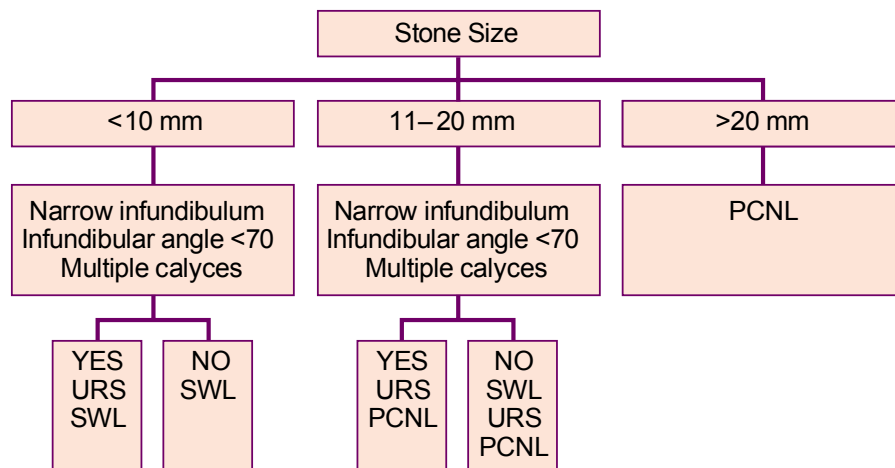 Stone Size
<10 mm
11–20 mm
>20 mm
Narrow infundibulum
Infundibular angle <70
Multiple calyces
Narrow infundibulum
Infundibular angle <70
Multiple calyces
PCNL
YES
URS
SWL
NO
SWL
YES
URS
PCNL
NO
SWL
URS
PCNL